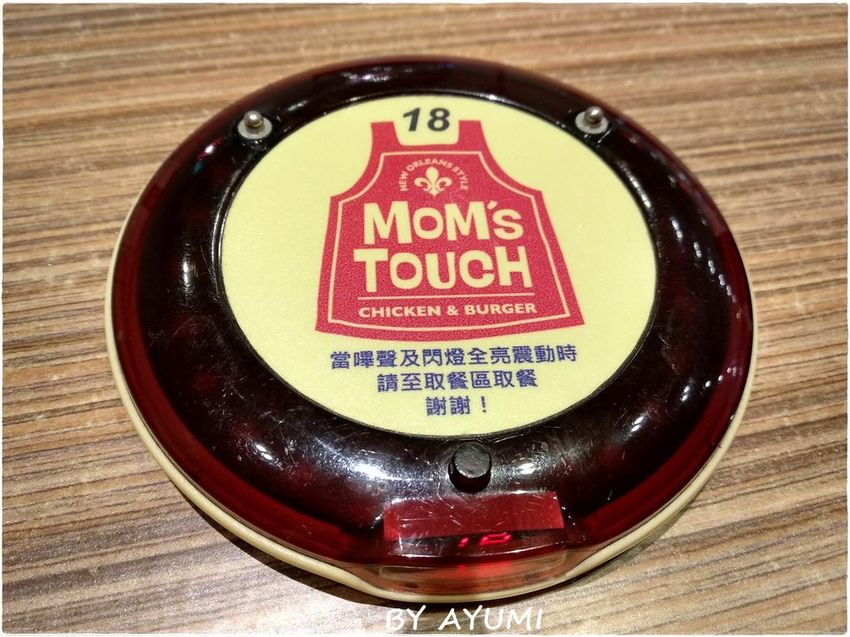 18
NEW ORLEANS STYLE
MOM'S
TOUCH
CHICKEN & BURGER
當嗶聲及閃燈全亮震動時
請至取餐區取餐
謝謝！
18
BY AYUMI